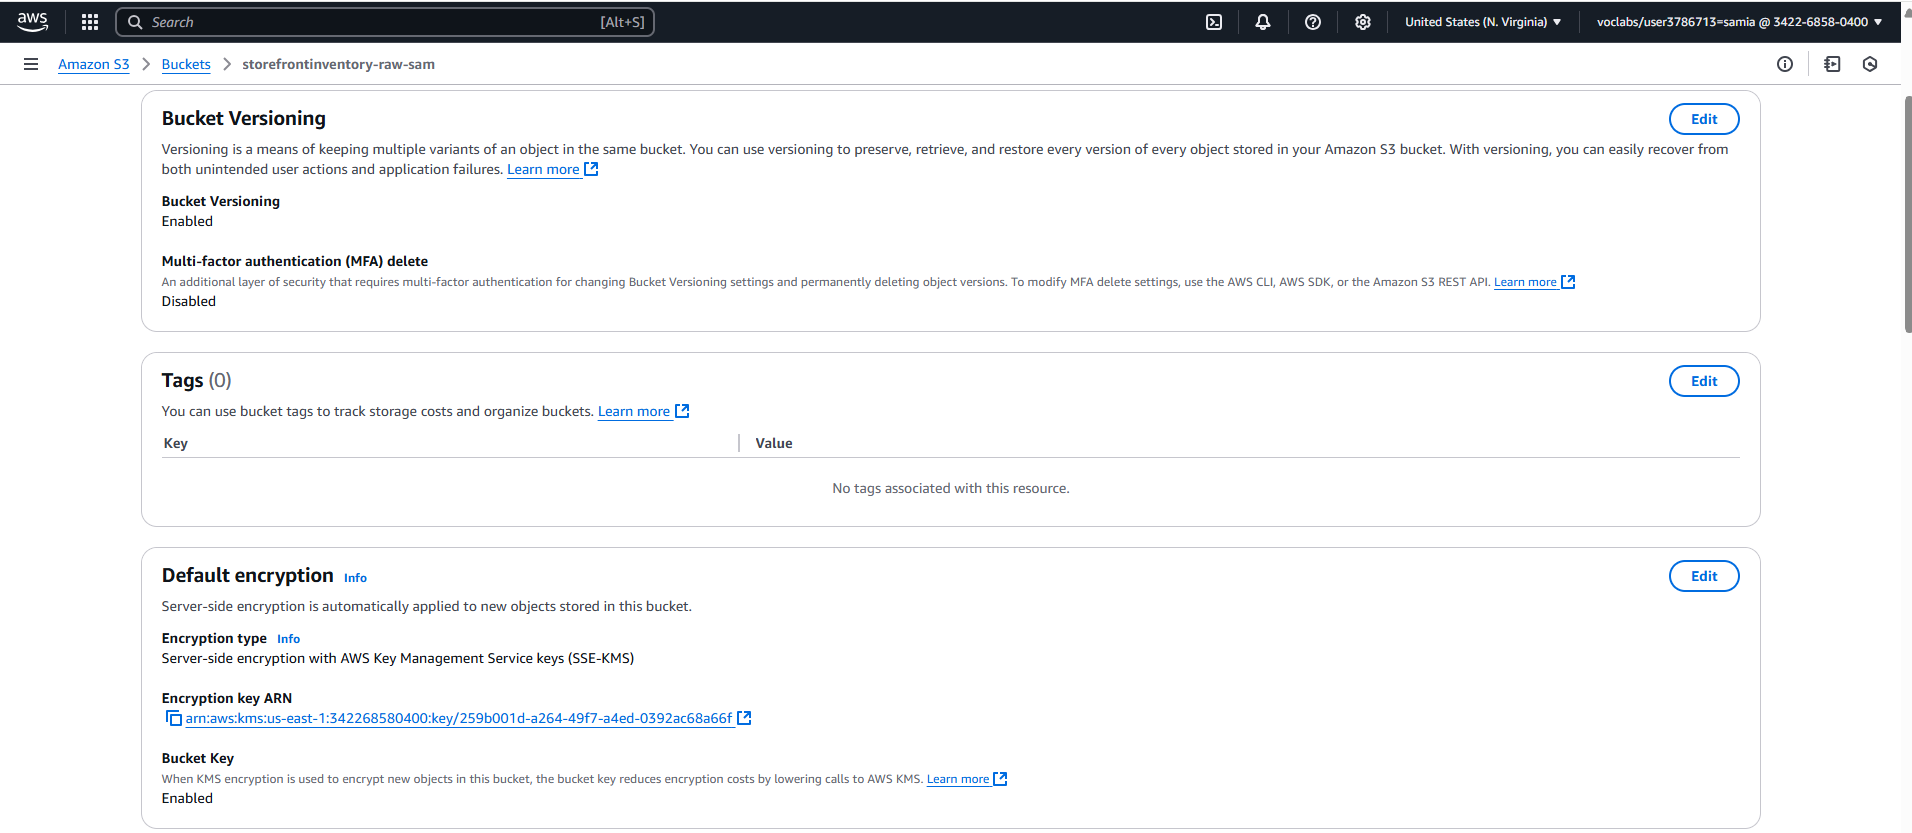 aws
Search [Alt+S] United States (N. Virginia) voclabs/user3786713=samia @ 3422-6858-0400
Amazon S3 Buckets storefrontinventory-raw-sam
Bucket Versioning Edit
Versioning is a means of keeping multiple variants of an object in the same bucket. You can use versioning to preserve, retrieve, and restore every version of every object stored in your Amazon S3 bucket. With versioning, you can easily recover from
both unintended user actions and application failures. Learn more
Bucket Versioning
Enabled
Multi-factor authentication (MFA) delete
An additional layer of security that requires multi-factor authentication for changing Bucket Versioning settings and permanently deleting object versions. To modify MFA delete settings, use the AWS CLI, AWS SDK, or the Amazon S3 REST API. Learn more
Disabled
Tags (0) Edit
You can use bucket tags to track storage costs and organize buckets. Learn more
Key Value
No tags associated with this resource.
Default encryption Info Edit
Server-side encryption is automatically applied to new objects stored in this bucket.
Encryption type Info
Server-side encryption with AWS Key Management Service keys (SSE-KMS)
Encryption key ARN
arn:aws:kms:us-east-1:342268580400:key/259b001d-a264-49f7-a4ed-0392ac68a66f
Bucket Key
When KMS encryption is used to encrypt new objects in this bucket, the bucket key reduces encryption costs by lowering calls to AWS KMS. Learn more
Enabled